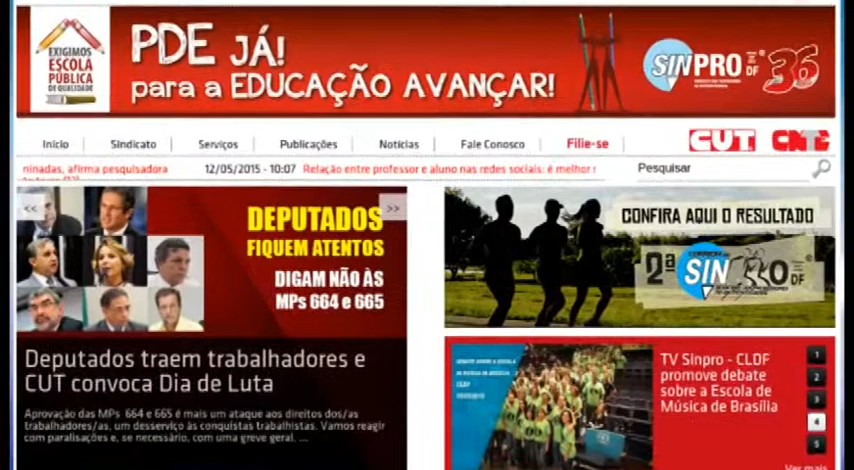 EXIGIMOS
ESCOLA
PÚBLICA
DE QUALIDADE
PDE JÁ!
para a EDUCAÇÃO AVANÇAR!
SINPRO DF 36
Início
Sindicato
Serviços
Publicações
Notícias
Fale Conosco
Filie-se
CUT
CNTE
ninadas, afirma pesquisadora
12/05/2015 - 10:07 Relação entre professor e aluno nas redes sociais: é melhor
Pesquisar
<<
>>
DEPUTADOS
FIQUEM ATENTOS
DIGAM NÃO ÀS
MPs 664 e 665
Deputados traem trabalhadores e
CUT convoca Dia de Luta
Aprovação das MPs 664 e 665 é mais um ataque aos direitos dos/as
trabalhadores/as, um desserviço às conquistas trabalhistas. Vamos reagir
com paralisações e, se necessário, com uma greve geral. ...
CONFIRA AQUI O RESULTADO
2ª
SINPRO DF
TV Sinpro - CLDF
promove debate
sobre a Escola de
Música de Brasília
1
2
3
4
5
Ver mais